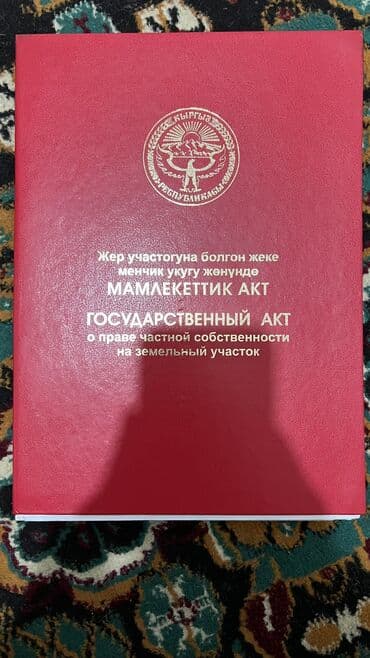 КЫРГЫЗ
РЕСПУБЛИКАСЫ
Жер участогуна болгон жеке
менчик укугу жөнүндө
МАМЛЕКЕТТИК АКТ
ГОСУДАРСТВЕННЫЙ АКТ
о праве частной собственности
на земельный участок